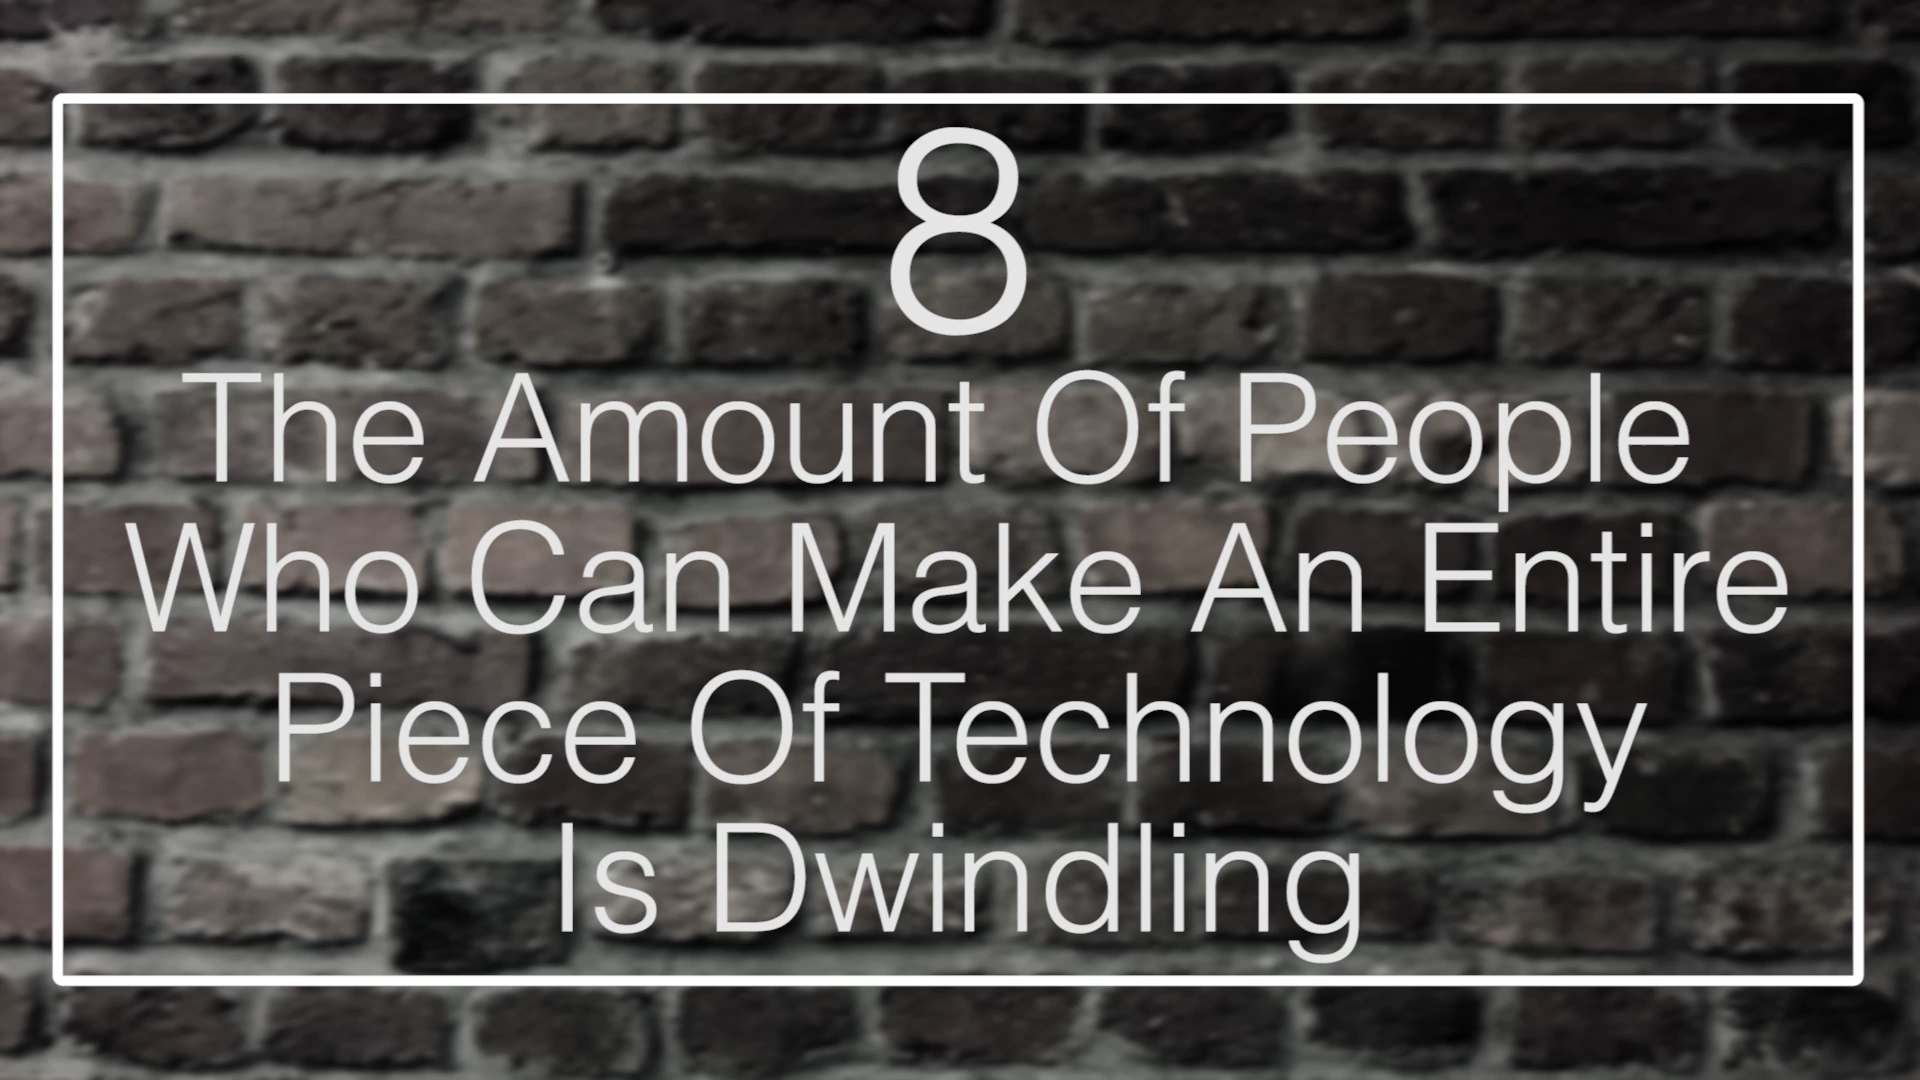 8
The Amount Of People
Who Can Make An Entire
Piece Of Technology
Is Dwindling